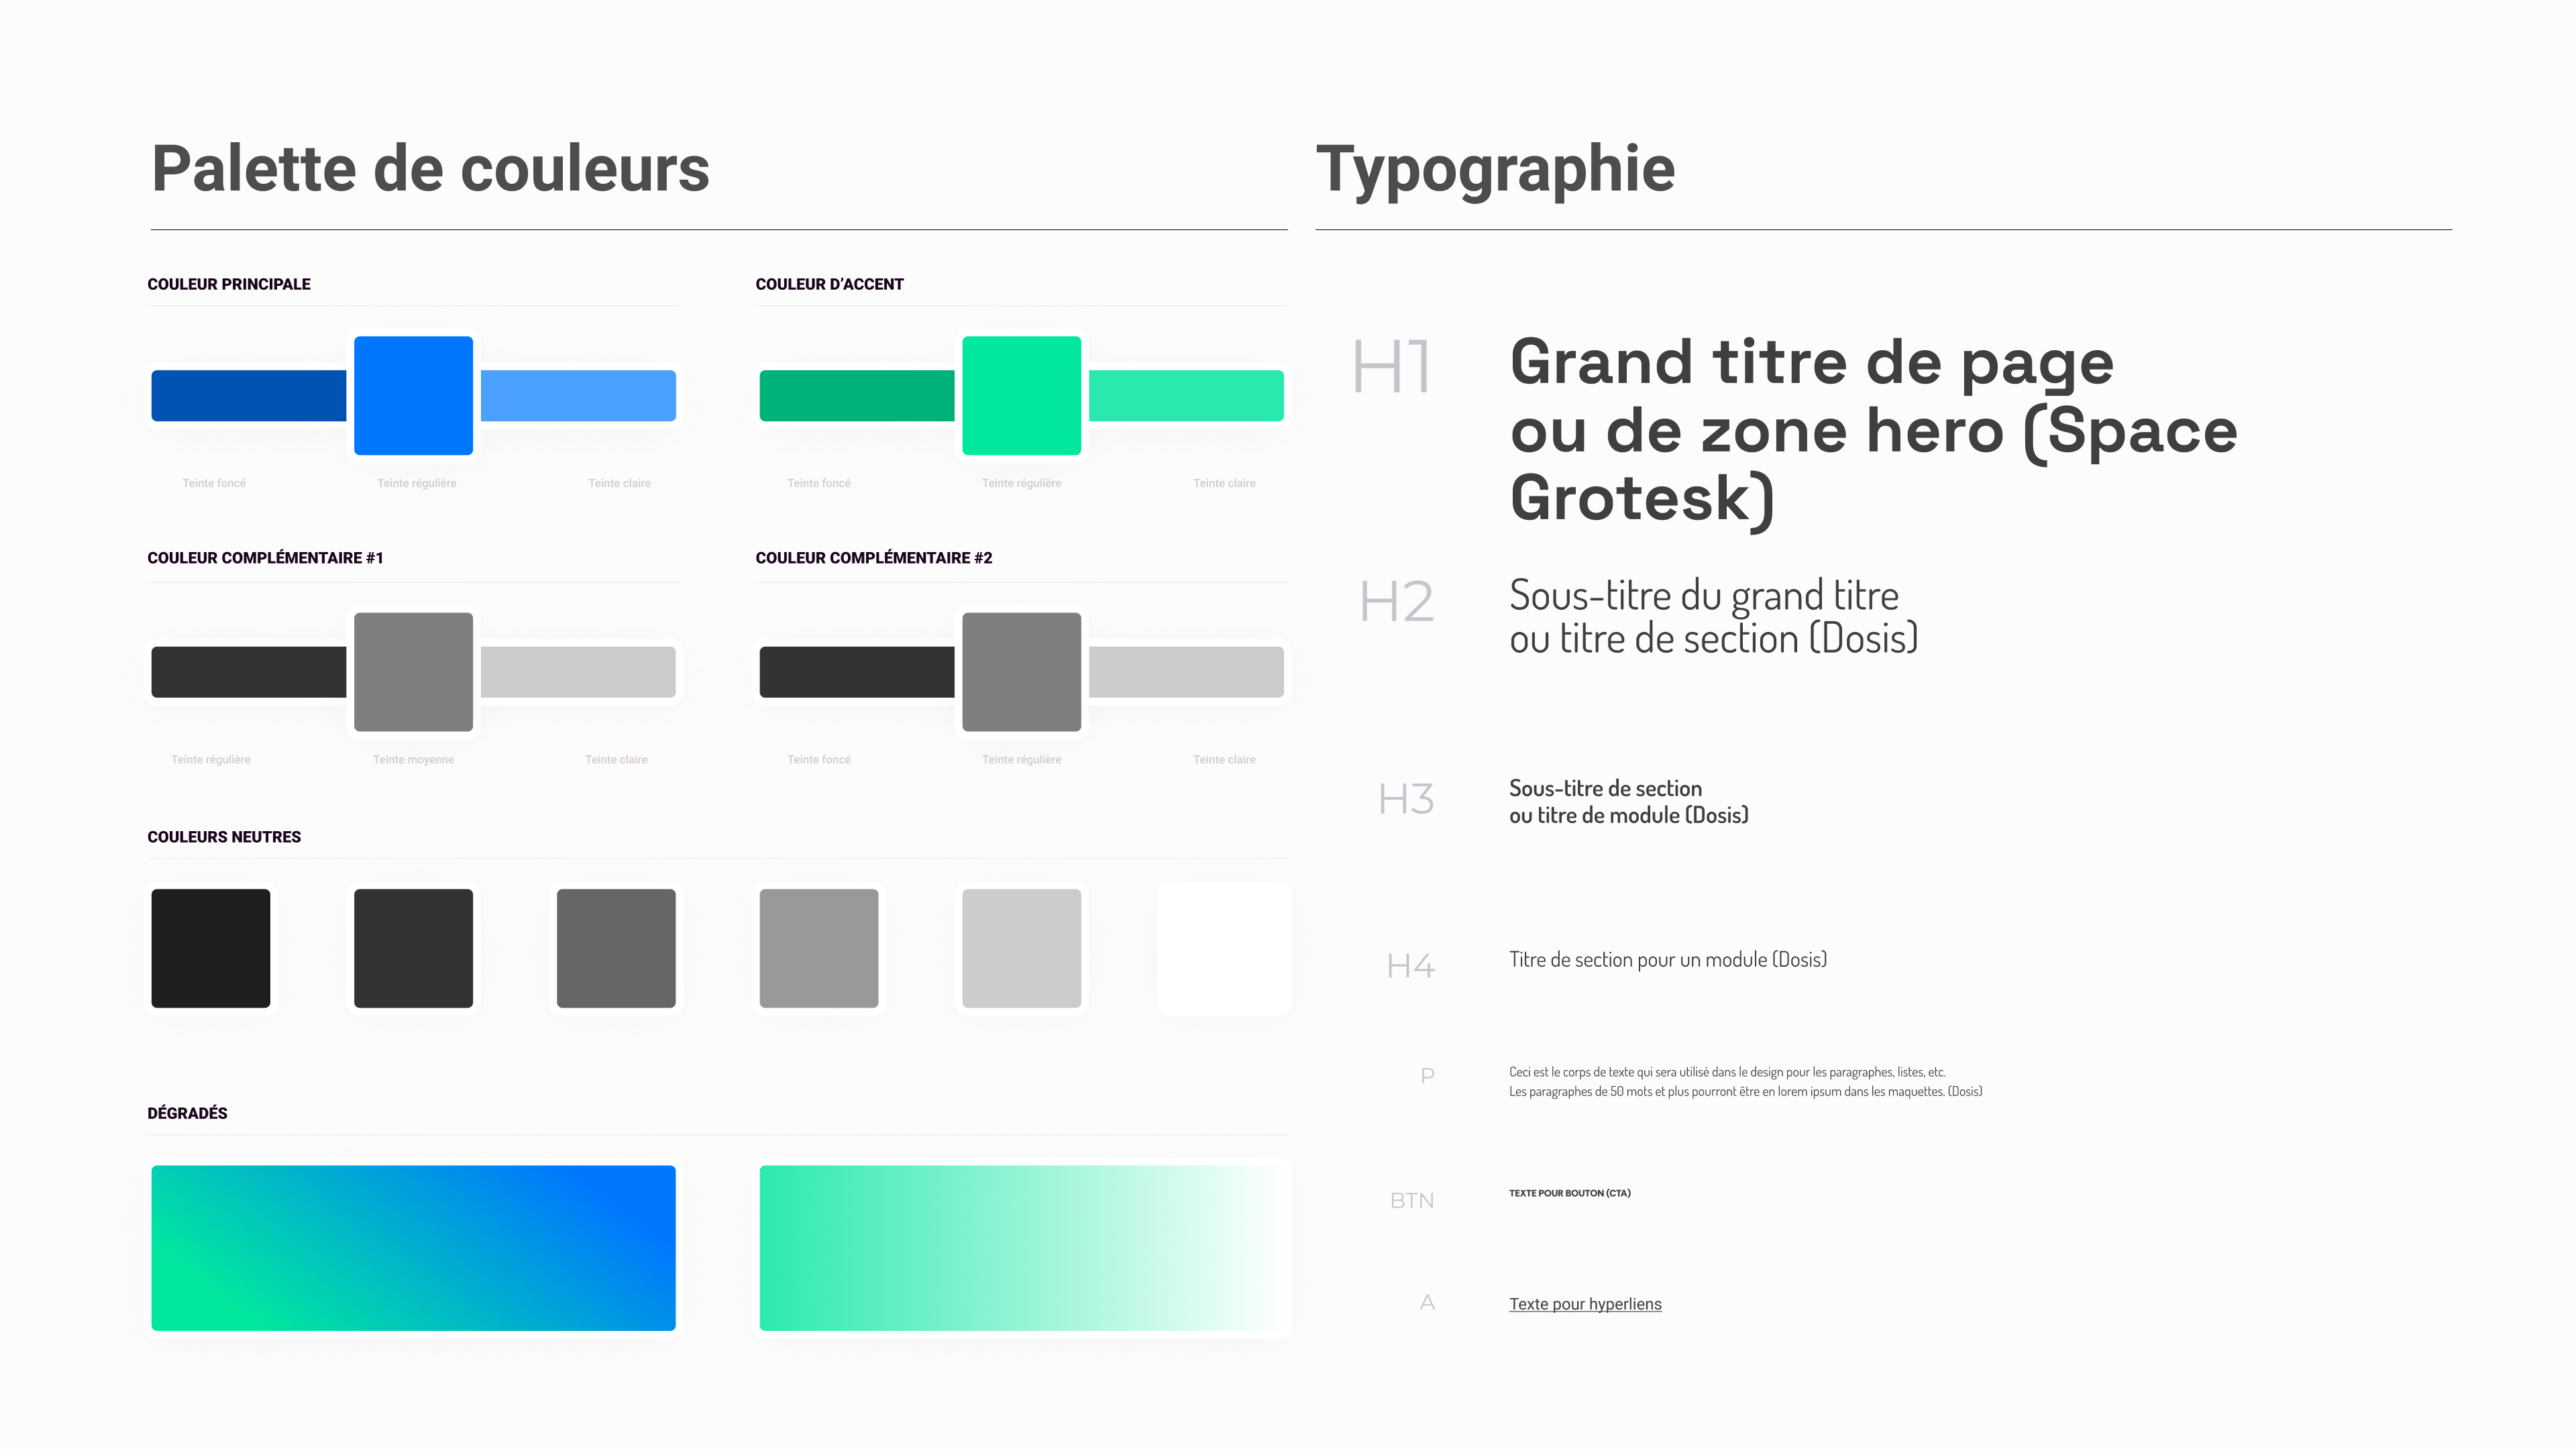 Palette de couleurs
COULEUR PRINCIPALE
COULEUR D’ACCENT
Teinte foncé
Teinte régulière
Teinte claire
Teinte foncé
Teinte régulière
Teinte claire
COULEUR COMPLÉMENTAIRE #1
COULEUR COMPLÉMENTAIRE #2
Teinte régulière
Teinte moyenne
Teinte claire
Teinte foncé
Teinte régulière
Teinte claire
COULEURS NEUTRES
DÉGRADÉS
Typographie
H1
Grand titre de page
ou de zone hero (Space
Grotesk)
H2
Sous-titre du grand titre
ou titre de section (Dosis)
H3
Sous-titre de section
ou titre de module (Dosis)
H4
Titre de section pour un module (Dosis)
P
Ceci est le corps de texte qui sera utilisé dans le design pour les paragraphes, listes, etc.
Les paragraphes de 50 mots et plus pourront être en lorem ipsum dans les maquettes. (Dosis)
BTN
TEXTE POUR BOUTON (CTA)
A
Texte pour hyperliens